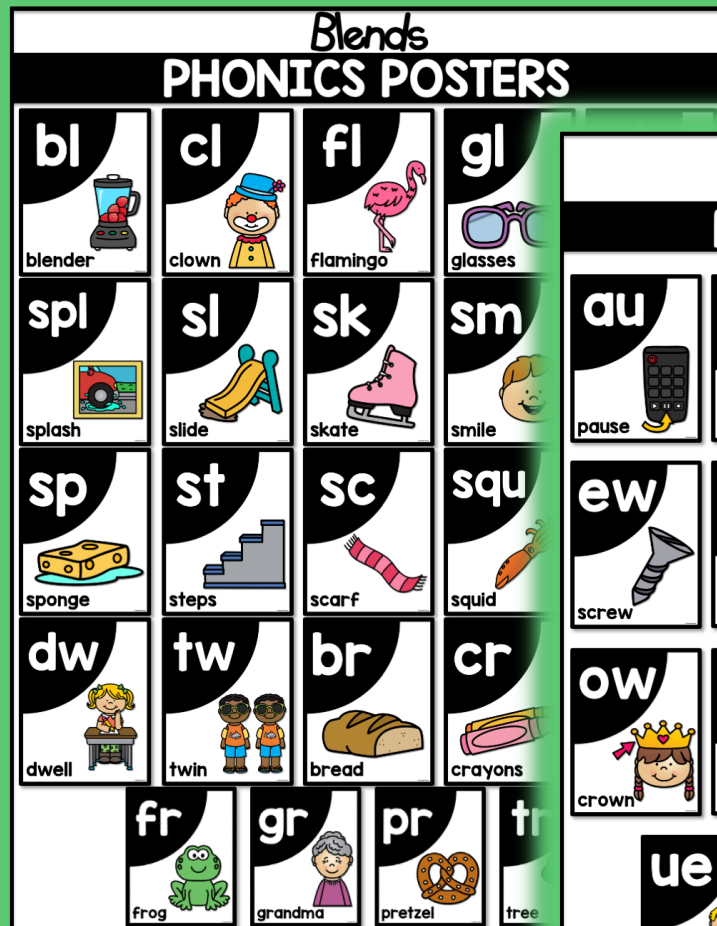 Blends
PHONICS POSTERS
bl
blender
cl
clown
fl
flamingo
gl
glasses
spl
splash
sl
slide
sk
skate
sm
smile
sp
sponge
st
steps
sc
scarf
squ
squid
dw
dwell
tw
twin
br
bread
cr
crayons
fr
frog
gr
grandma
pr
pretzel
tr
tree
au
pause
ew
screw
ow
crown
ue